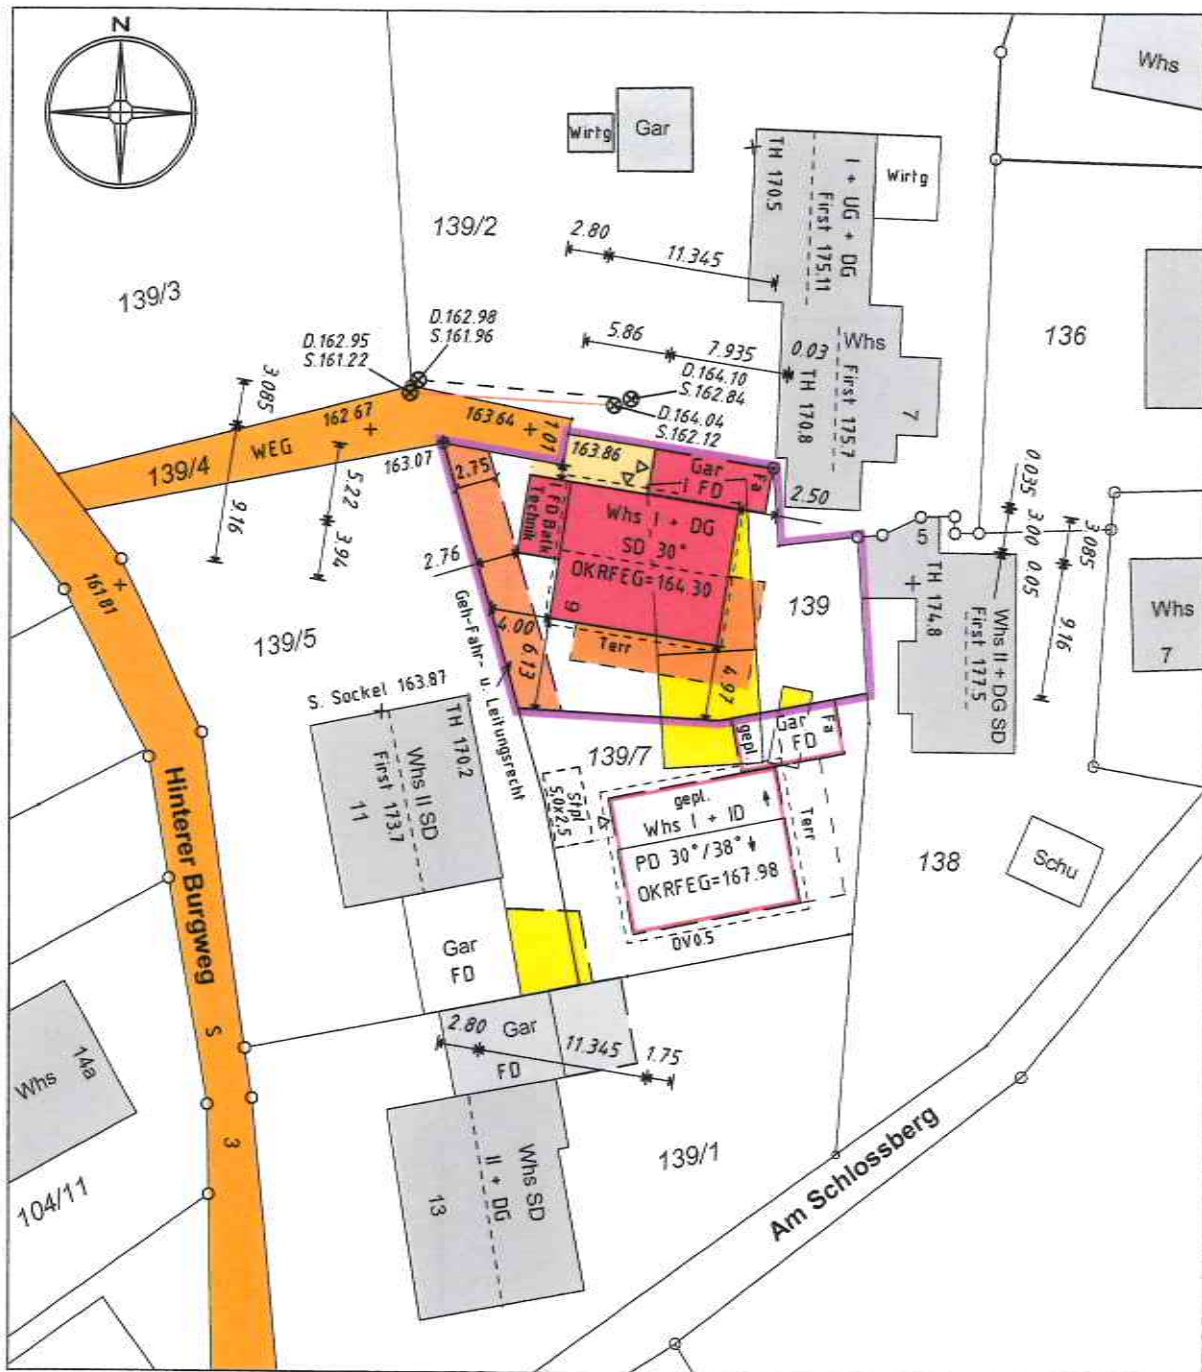 N
Whs
Wirtg
Gar
TH 170.5
I + UG + DG
First 175.11
Wirtg
139/2
2.80
11.345
139/3
136
D.162.98
S.161.96
D.162.95
S.161.22
5.86
7.935
0.03
Whs
First 175.7
TH 170.8
7
D.164.10
S.162.84
D.164.04
S.162.12
3.085
9.16
162.67
WEG
139/4
163.64
1.01
163.86
163.07
2.75
Gar
I FD
Fa
2.50
I FD Balk
Technik
Whs I + DG
SD 30°
OKRFEG=164.30
9
5.22
3.94
2.76
4.00
6.13
Terr
4.97
139
5
TH 174.8
Whs II + DG SD
First 177.5
0.035
3.00
0.05
3.085
9.16
Whs
7
161.81
139/5
Geh-Fahr- u. Leitungsrecht
S. Sockel 163.87
TH 170.2
Whs II SD
First 173.7
11
139/7
gepl.
Gar
FD
Fa
Stpl
5,0x2,5
gepl.
Whs I + ID
PD 30°/38°
OKRFEG=167.98
Terr
DV0.5
138
Schu
Hinterer Burgweg
S
3
Gar
FD
2.80
Gar
FD
11.345
1.75
Whs
14a
104/11
Whs SD
II + DG
13
139/1
Am Schlossberg